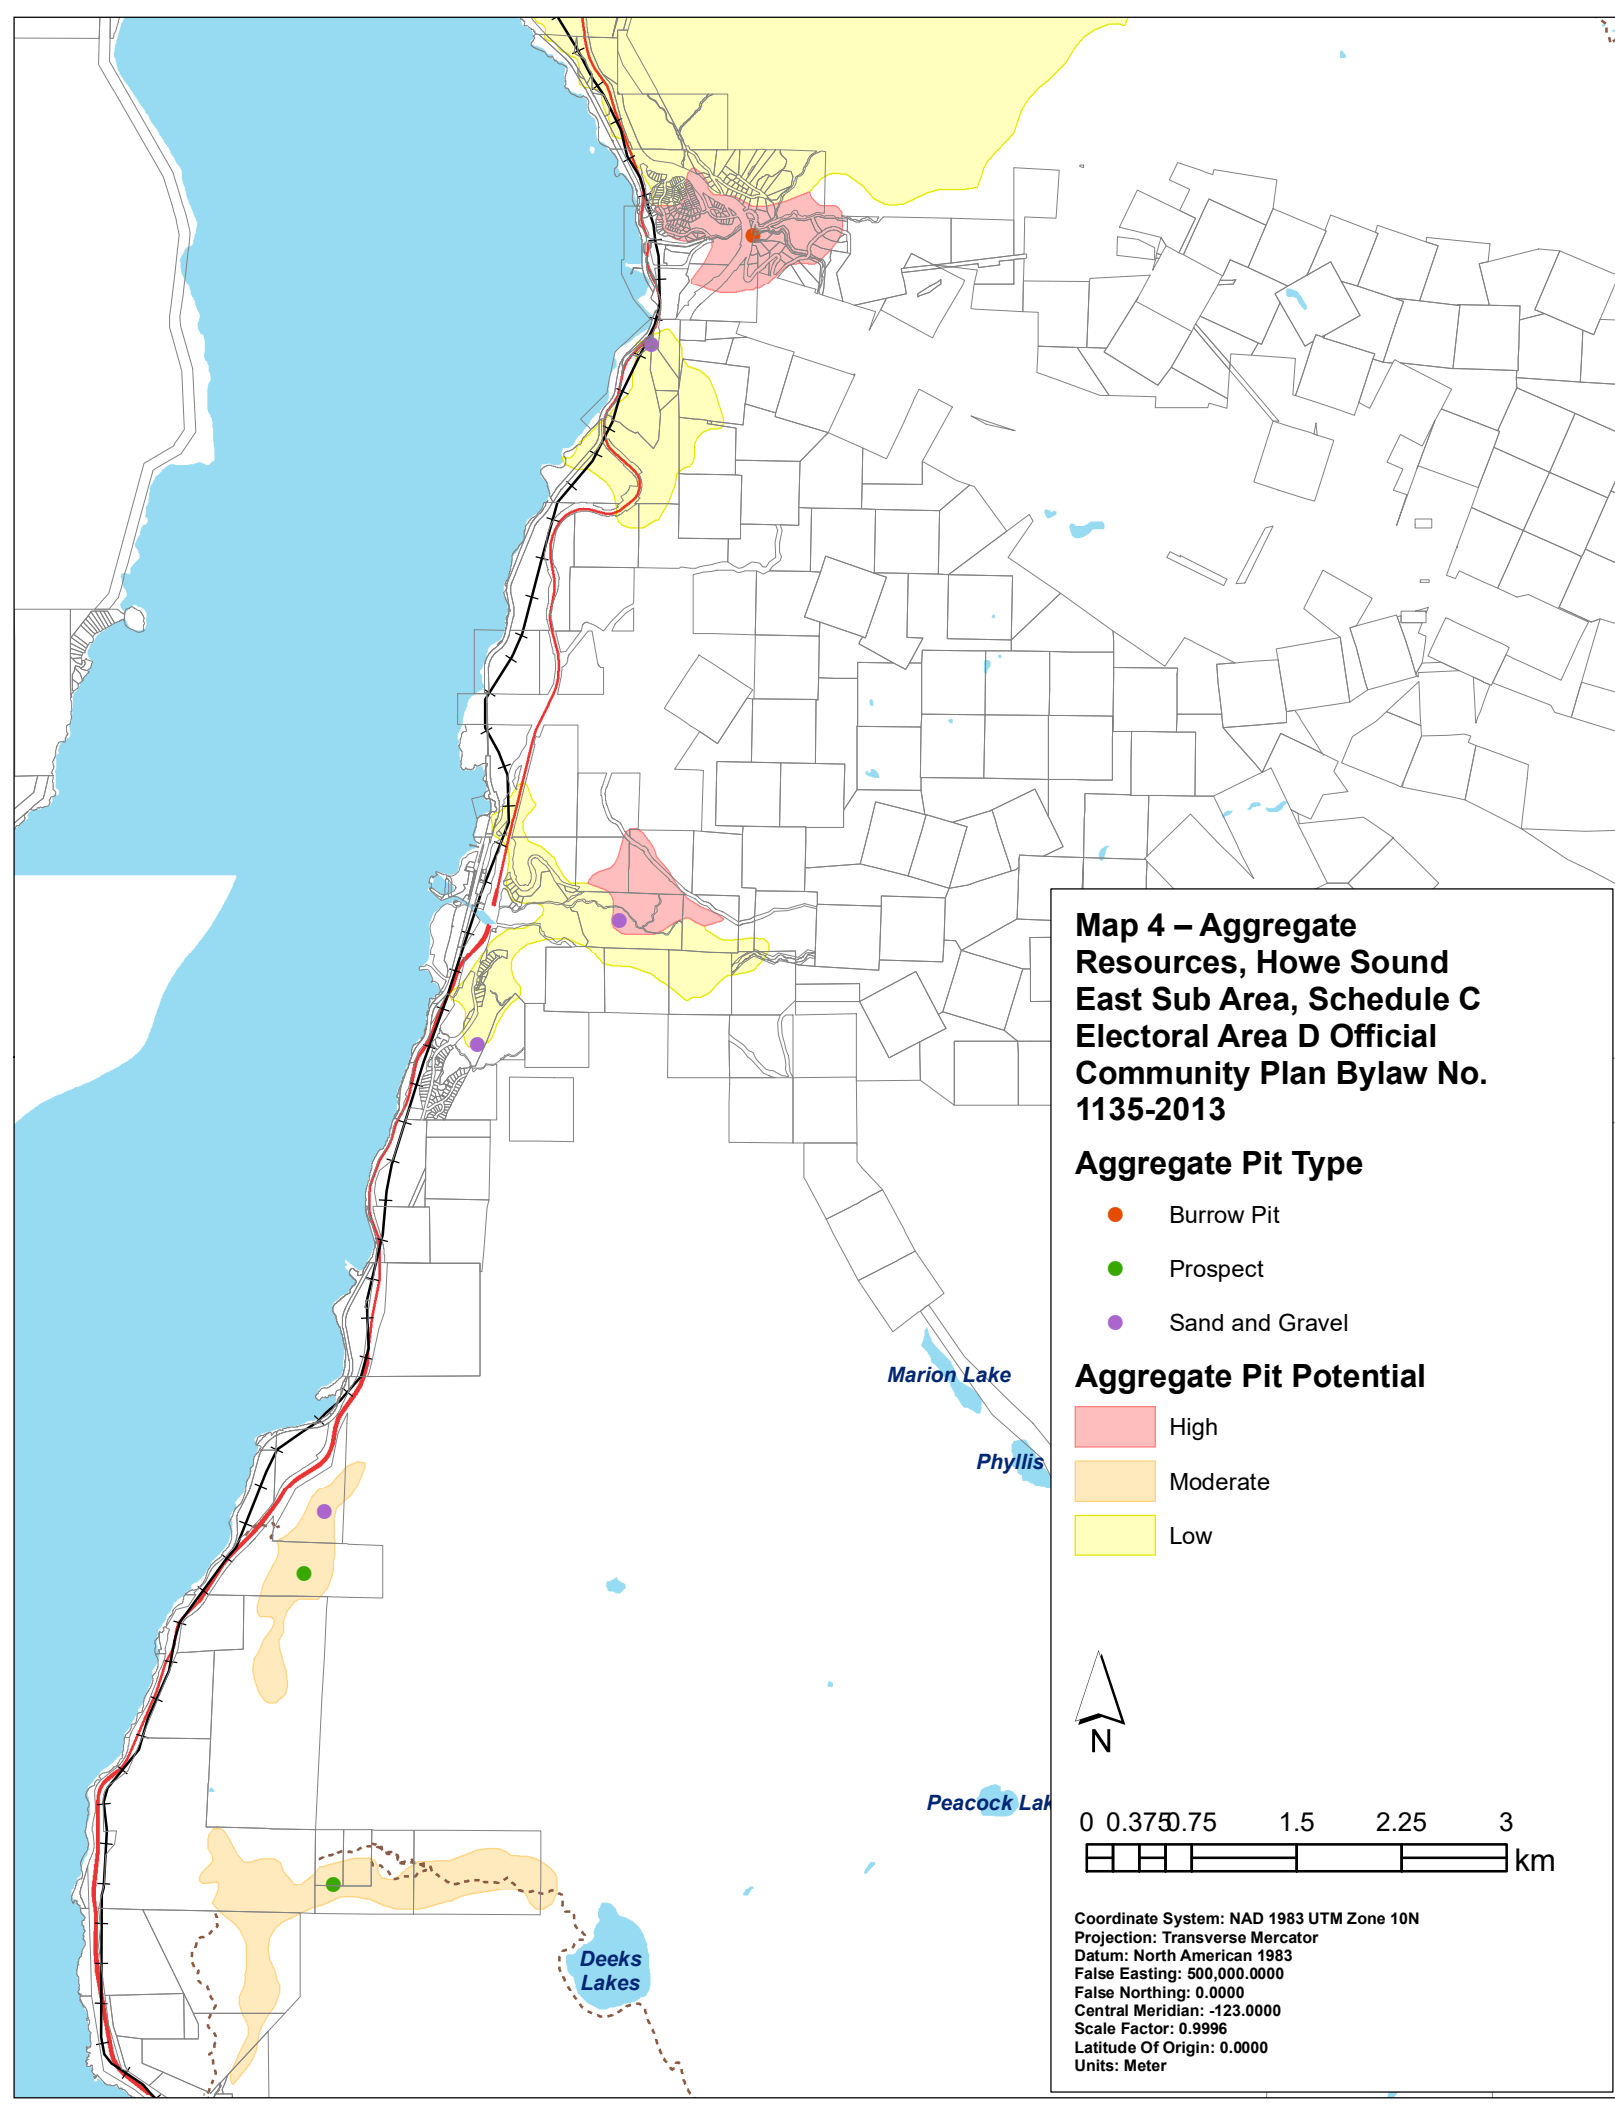 Map 4 – Aggregate
Resources, Howe Sound
East Sub Area, Schedule C
Electoral Area D Official
Community Plan Bylaw No.
1135-2013
Aggregate Pit Type
Burrow Pit
Prospect
Sand and Gravel
Aggregate Pit Potential
High
Moderate
Low
Marion Lake
Phyllis
Peacock Lak
Deeks
Lakes
N
0 0.375 0.75 1.5 2.25 3
km
Coordinate System: NAD 1983 UTM Zone 10N
Projection: Transverse Mercator
Datum: North American 1983
False Easting: 500,000.0000
False Northing: 0.0000
Central Meridian: -123.0000
Scale Factor: 0.9996
Latitude Of Origin: 0.0000
Units: Meter